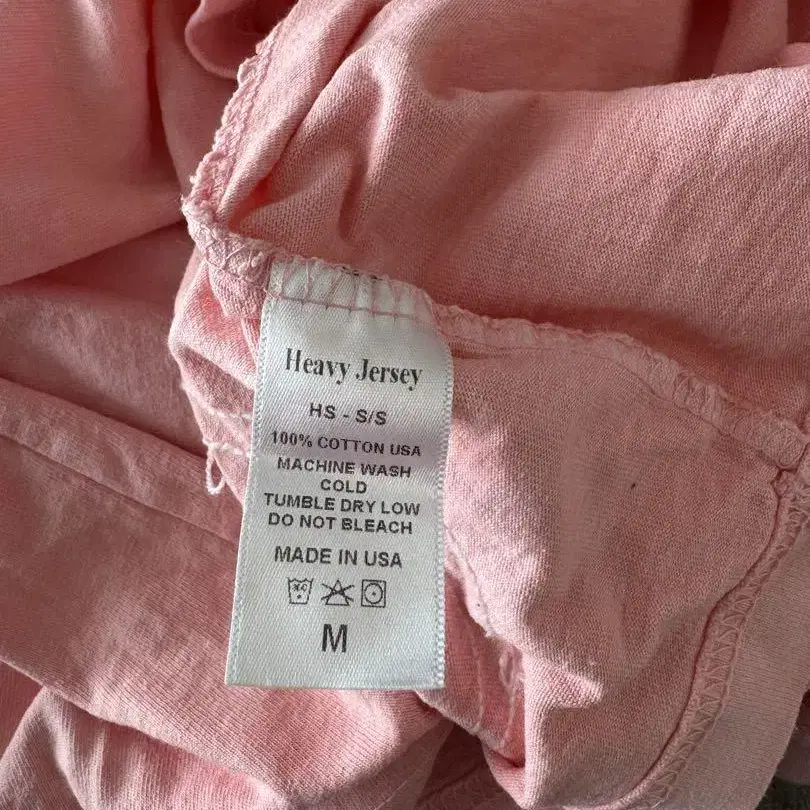 Heavy Jersey
HS - S/S
100% COTTON USA
MACHINE WASH
COLD
TUMBLE DRY LOW
DO NOT BLEACH
MADE IN USA
M